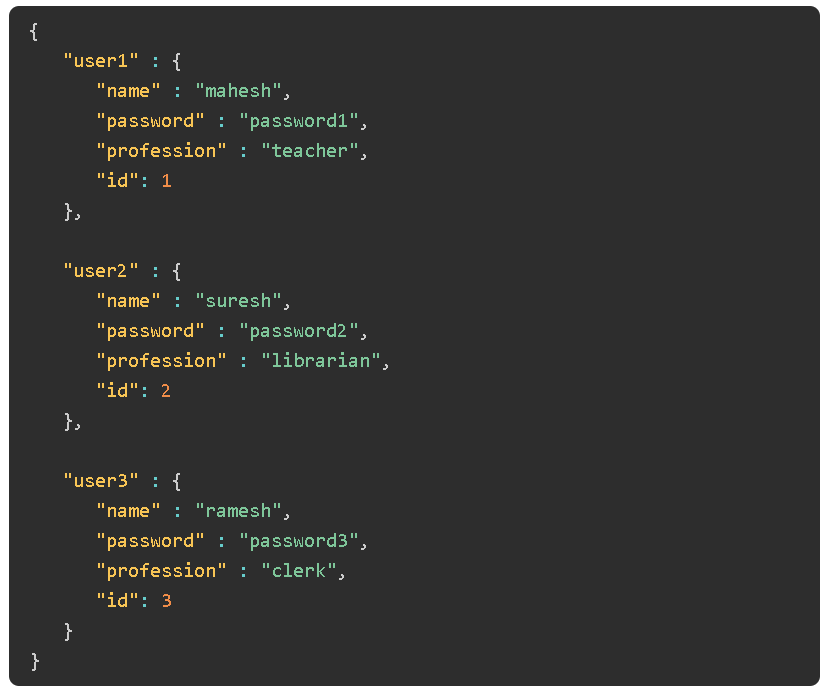 {
   "user1" : {
      "name" : "mahesh",
      "password" : "password1",
      "profession" : "teacher",
      "id": 1
   },

   "user2" : {
      "name" : "suresh",
      "password" : "password2",
      "profession" : "librarian",
      "id": 2
   },

   "user3" : {
      "name" : "ramesh",
      "password" : "password3",
      "profession" : "clerk",
      "id": 3
   }
}